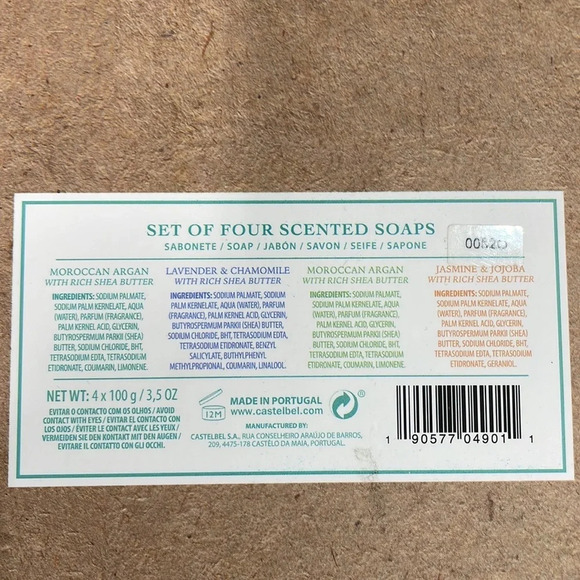 SET OF FOUR SCENTED SOAPS
SABONETE / SOAP / JABÓN / SAVON / SEIFE / SAPONE
MOROCCAN ARGAN
WITH RICH SHEA BUTTER
INGREDIENTS: SODIUM PALMATE,
SODIUM PALM KERNELATE, AQUA
(WATER), PARFUM (FRAGRANCE),
PALM KERNEL ACID, GLYCERIN,
BUTYROSPERMUM PARKII (SHEA)
BUTTER, SODIUM CHLORIDE, BHT,
TETRASODIUM EDTA, TETRASODIUM
ETIDRONATE, COUMARIN, LIMONENE.
LAVENDER & CHAMOMILE
WITH RICH SHEA BUTTER
INGREDIENTS: SODIUM PALMATE, SODIUM
PALM KERNELATE, AQUA (WATER), PARFUM
(FRAGRANCE), PALM KERNEL ACID, GLYCERIN,
BUTYROSPERMUM PARKII (SHEA) BUTTER,
SODIUM CHLORIDE, BHT, TETRASODIUM EDTA,
TETRASODIUM ETIDRONATE, BENZYL
SALICYLATE, BUTHYPHENYL
METHYLPROPIONAL, COUMARIN, LINALOOL.
MOROCCAN ARGAN
WITH RICH SHEA BUTTER
INGREDIENTS: SODIUM PALMATE,
SODIUM PALM KERNELATE, AQUA
(WATER), PARFUM (FRAGRANCE),
PALM KERNEL ACID, GLYCERIN,
BUTYROSPERMUM PARKII (SHEA)
BUTTER, SODIUM CHLORIDE, BHT,
TETRASODIUM EDTA, TETRASODIUM
ETIDRONATE, COUMARIN, LIMONENE.
JASMINE & JOJOBA
WITH RICH SHEA BUTTER
INGREDIENTS: SODIUM PALMATE,
SODIUM PALM KERNELATE, AQUA
(WATER), PARFUM (FRAGRANCE),
PALM KERNEL ACID, GLYCERIN,
BUTYROSPERMUM PARKII (SHEA)
BUTTER, SODIUM CHLORIDE, BHT,
TETRASODIUM EDTA, TETRASODIUM
ETIDRONATE, GERANIOL.
NET WT: 4 x 100 g / 3,5 OZ
EVITAR O CONTACTO COM OS OLHOS / AVOID
CONTACT WITH EYES / EVITAR EL CONTACTO CON
LOS OJOS / ÉVITER LE CONTACT AVEC LES YEUX /
VERMEIDEN SIE DEN KONTAKT MIT DEN AUGEN /
EVITARE IL CONTATTO CON GLI OCCHI.
12M
MADE IN PORTUGAL
www.castelbel.com
MANUFACTURED BY:
CASTELBEL S.A., RUA CONSELHEIRO ARAÚJO DE BARROS,
209, 4475-178 CASTÊLO DA MAIA, PORTUGAL.
1 90577 04901 1